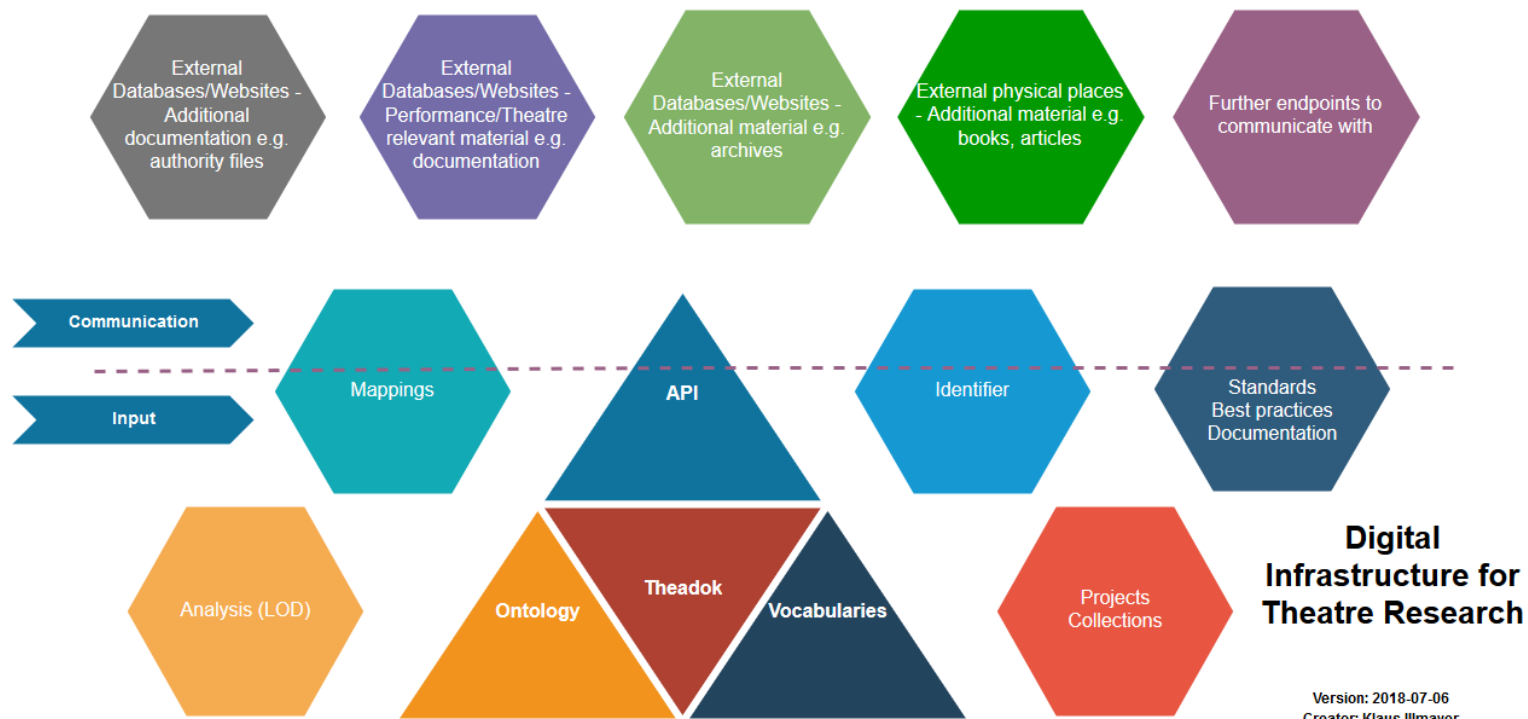 External
Databases/Websites -
Additional
documentation e.g.
authority files
External
Databases/Websites -
Performance/Theatre
relevant material e.g.
documentation
External
Databases/Websites -
Additional material e.g.
archives
External physical places
- Additional material e.g.
books, articles
Further endpoints to
communicate with
Communication
Input
Mappings
API
Identifier
Standards
Best practices
Documentation
Analysis (LOD)
Ontology
Theadok
Vocabularies
Projects
Collections
Digital
Infrastructure for
Theatre Research
Version: 2018-07-06
Creator: Klaus Illmayer